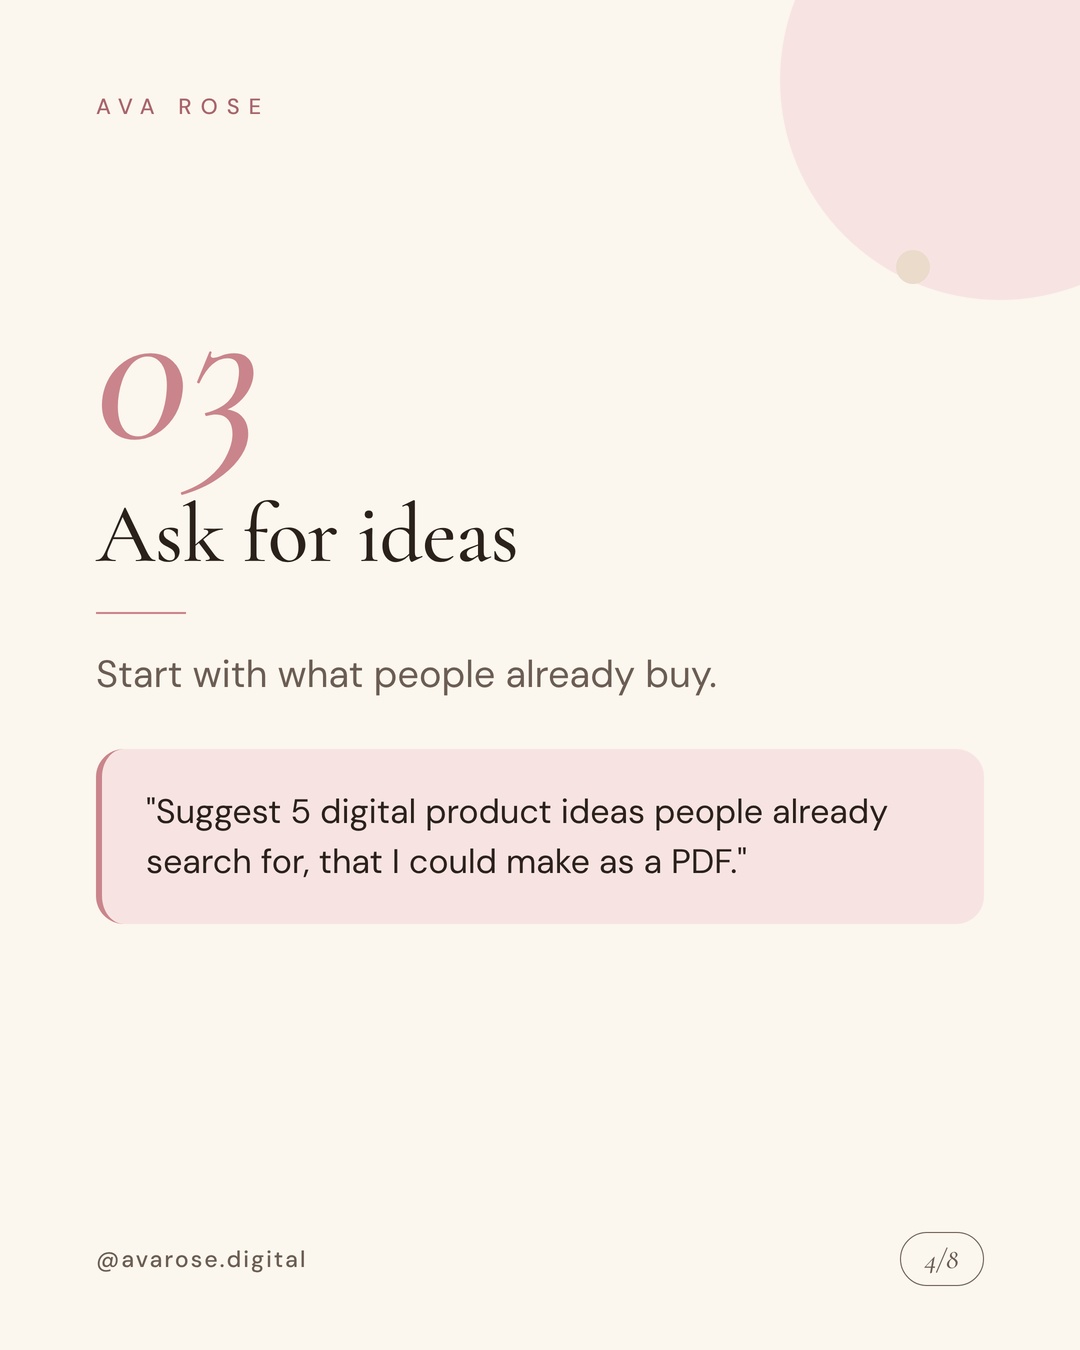 AVA ROSE
03
Ask for ideas
Start with what people already buy.
"Suggest 5 digital product ideas people already
search for, that I could make as a PDF."
@avarose.digital
4/8